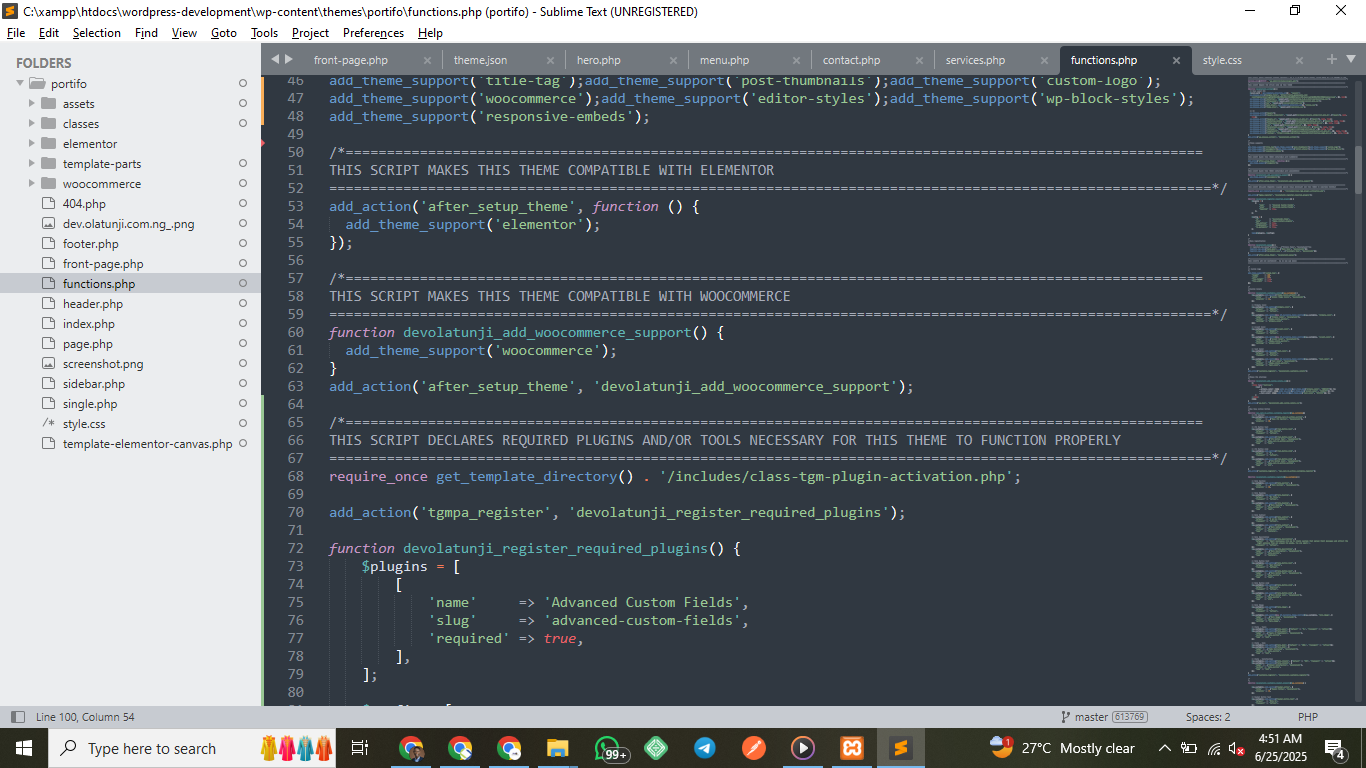 C:\xampp\htdocs\wordpress-development\wp-content\themes\portifo\functions.php (portifo) - Sublime Text (UNREGISTERED)
File Edit Selection Find View Goto Tools Project Preferences Help
FOLDERS
portifo
assets
classes
elementor
template-parts
woocommerce
404.php
dev.olatunji.com.ng_.png
footer.php
front-page.php
functions.php
header.php
index.php
page.php
screenshot.png
sidebar.php
single.php
/* style.css
template-elementor-canvas.php
front-page.php theme.json hero.php menu.php contact.php services.php functions.php style.css
46 add_theme_support('title-tag');add_theme_support('post-thumbnails');add_theme_support('custom-logo');
47 add_theme_support('woocommerce');add_theme_support('editor-styles');add_theme_support('wp-block-styles');
48 add_theme_support('responsive-embeds');
49
50 /*========================================================================================================
51 THIS SCRIPT MAKES THIS THEME COMPATIBLE WITH ELEMENTOR
52 ===========================================================================================================*/
53 add_action('after_setup_theme', function () {
54 add_theme_support('elementor');
55 });
56
57 /*========================================================================================================
58 THIS SCRIPT MAKES THIS THEME COMPATIBLE WITH WOOCOMMERCE
59 ===========================================================================================================*/
60 function devolatunji_add_woocommerce_support() {
61 add_theme_support('woocommerce');
62 }
63 add_action('after_setup_theme', 'devolatunji_add_woocommerce_support');
64
65 /*========================================================================================================
66 THIS SCRIPT DECLARES REQUIRED PLUGINS AND/OR TOOLS NECESSARY FOR THIS THEME TO FUNCTION PROPERLY
67 ===========================================================================================================*/
68 require_once get_template_directory() . '/includes/class-tgm-plugin-activation.php';
69
70 add_action('tgmpa_register', 'devolatunji_register_required_plugins');
71
72 function devolatunji_register_required_plugins() {
73 $plugins = [
74 [
75 'name' => 'Advanced Custom Fields',
76 'slug' => 'advanced-custom-fields',
77 'required' => true,
78 ],
79 ];
80
Line 100, Column 54 master 613769 Spaces: 2 PHP
Type here to search 99+ 1 27°C Mostly clear 4:51 AM
6/25/2025 4